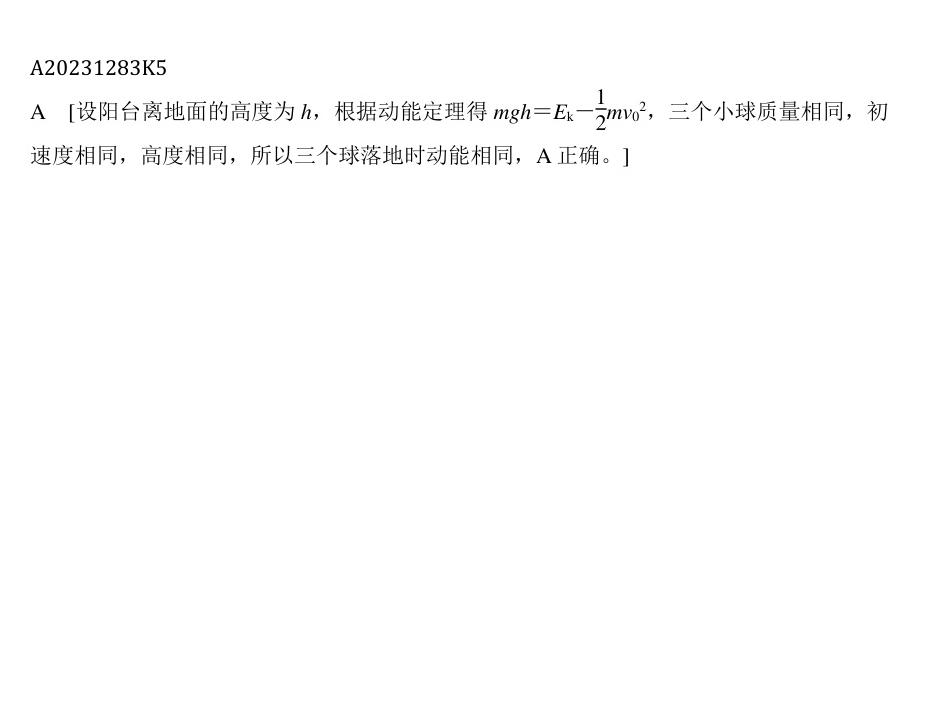 A20231283K5
A [设阳台离地面的高度为 h，根据动能定理得 mgh＝Eₖ－½mv₀²，三个小球质量相同，初
速度相同，高度相同，所以三个球落地时动能相同，A 正确。]